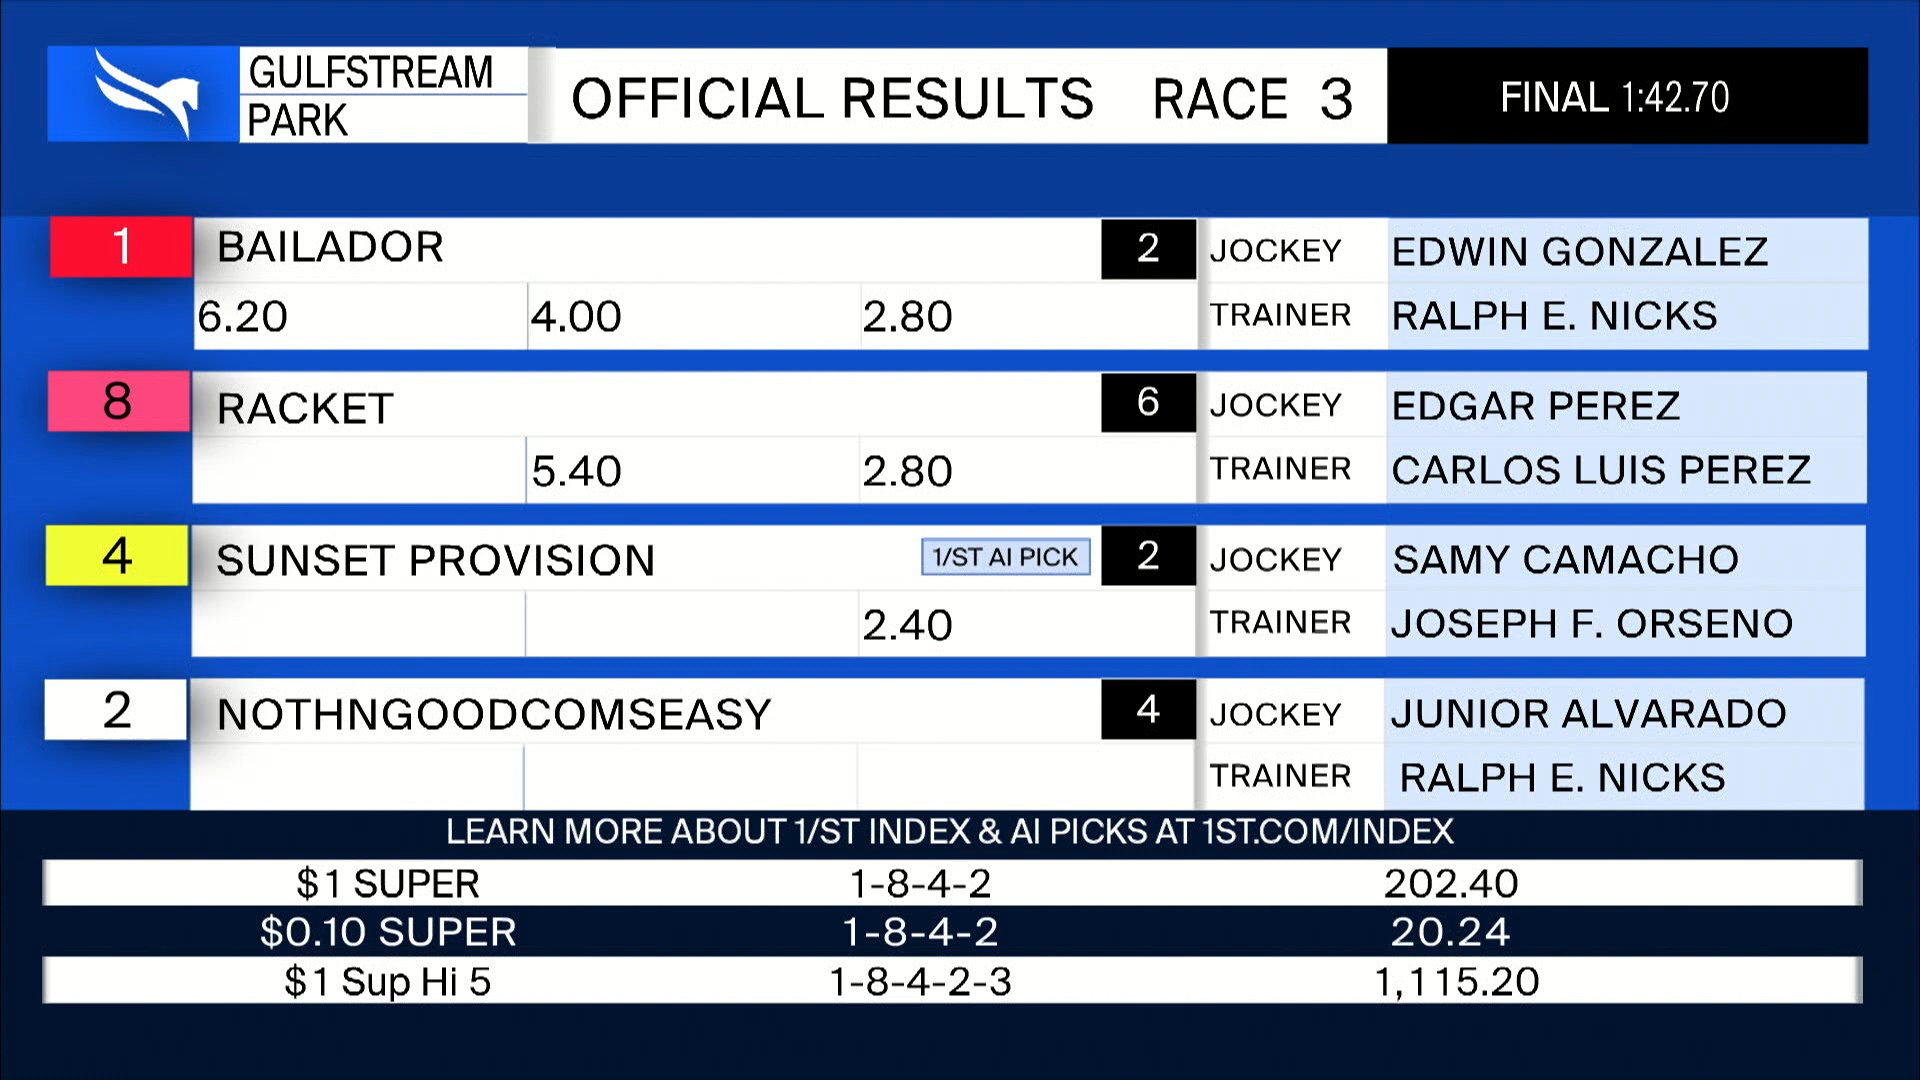 GULFSTREAM
PARK
OFFICIAL RESULTS RACE 3
FINAL 1:42.70
1 BAILADOR 2 JOCKEY EDWIN GONZALEZ
6.20 4.00 2.80 TRAINER RALPH E. NICKS
8 RACKET 6 JOCKEY EDGAR PEREZ
5.40 2.80 TRAINER CARLOS LUIS PEREZ
4 SUNSET PROVISION 1/ST AI PICK 2 JOCKEY SAMY CAMACHO
2.40 TRAINER JOSEPH F. ORSENO
2 NOTHNGOODCOMSEASY 4 JOCKEY JUNIOR ALVARADO
TRAINER RALPH E. NICKS
LEARN MORE ABOUT 1/ST INDEX & AI PICKS AT 1ST.COM/INDEX
$1 SUPER 1-8-4-2 202.40
$0.10 SUPER 1-8-4-2 20.24
$1 Sup Hi 5 1-8-4-2-3 1,115.20